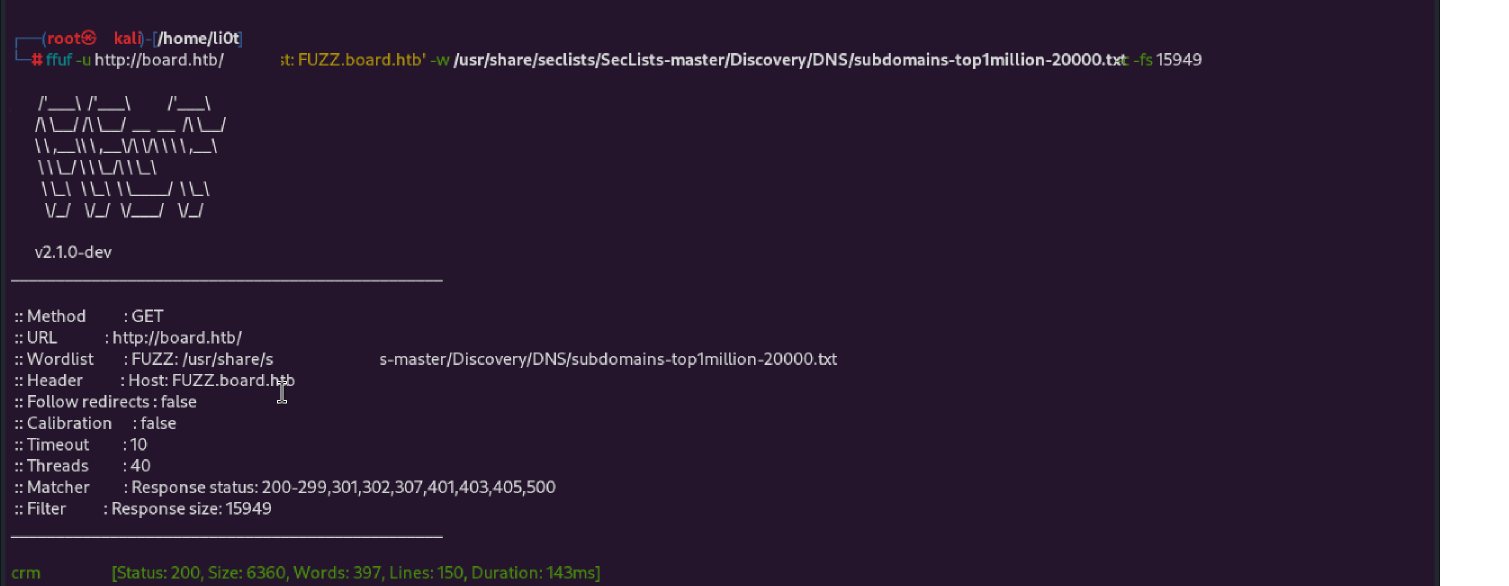 ┌──(root㉿ kali)-[/home/li0t]
└─# ffuf -u http://board.htb/ st: FUZZ.board.htb' -w /usr/share/seclists/SecLists-master/Discovery/DNS/subdomains-top1million-20000.txt -fs 15949
/'___\ /'___\ /'___\
/\ \__/ /\ \__/ __ __ /\ \__/
\ \ ,__\\ \ ,__\/\ \/\ \ \ \ ,__\
\ \ \_/ \ \ \_/\ \ \_\ \ \ \_/
\ \_\ \ \_\ \ \____/ \ \_\
\/_/ \/_/ \/___/ \/_/
v2.1.0-dev
________________________________________________
:: Method : GET
:: URL : http://board.htb/
:: Wordlist : FUZZ: /usr/share/s s-master/Discovery/DNS/subdomains-top1million-20000.txt
:: Header : Host: FUZZ.board.htb
:: Follow redirects : false
:: Calibration : false
:: Timeout : 10
:: Threads : 40
:: Matcher : Response status: 200-299,301,302,307,401,403,405,500
:: Filter : Response size: 15949
________________________________________________
crm [Status: 200, Size: 6360, Words: 397, Lines: 150, Duration: 143ms]